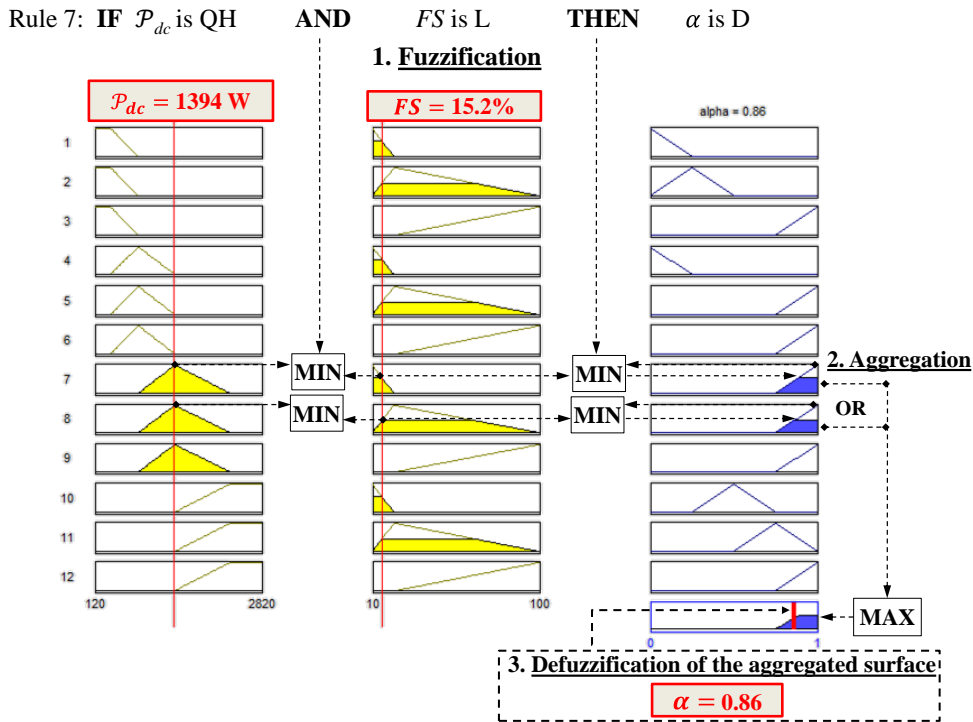 Rule 7: IF 𝒫dc is QH AND FS is L THEN α is D
1. Fuzzification
𝒫dc = 1394 W
FS = 15.2%
alpha = 0.86
1
2
3
4
5
6
7
8
9
10
11
12
MIN
MIN
MIN
MIN
2. Aggregation
OR
120
2820
10
100
MAX
0
1
3. Defuzzification of the aggregated surface
α = 0.86